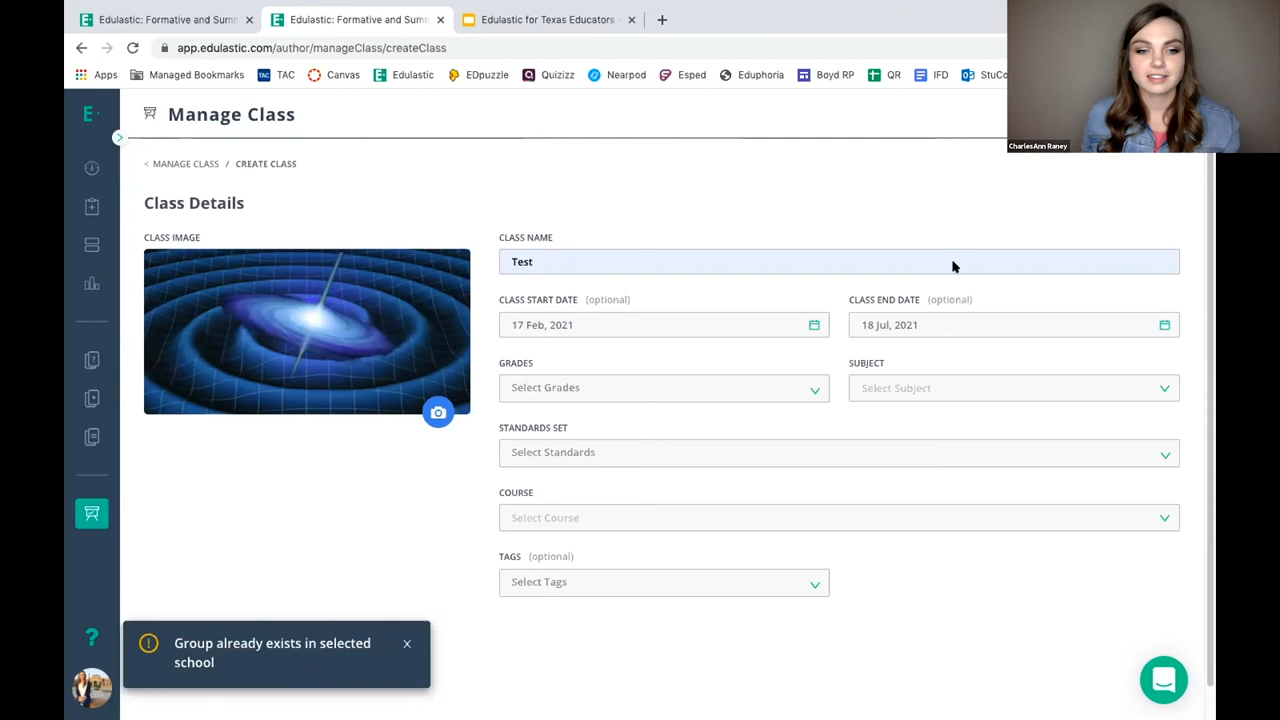 Edulastic: Formative and Summ
Edulastic: Formative and Summ
Edulastic for Texas Educators
app.edulastic.com/author/manageClass/createClass
Apps
Managed Bookmarks
TAC
TAC
Canvas
Edulastic
EDpuzzle
Quizizz
Nearpod
Esped
Euphoria
Boyd RP
QR
IFD
StuCo
CharlesAnn Raney
E
Manage Class
< MANAGE CLASS / CREATE CLASS
Class Details
CLASS IMAGE
CLASS NAME
Test
CLASS START DATE (optional)
CLASS END DATE (optional)
17 Feb, 2021
18 Jul, 2021
GRADES
SUBJECT
Select Grades
Select Subject
STANDARDS SET
Select Standards
COURSE
Select Course
TAGS (optional)
Select Tags
?
Group already exists in selected
school
X